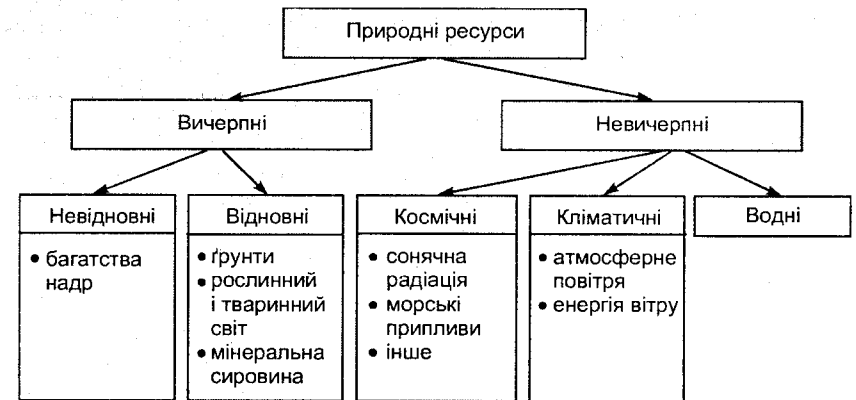 Природні ресурси
Вичерпні
Невичерпні
Невідновні
• багатства
надр
Відновні
• ґрунти
• рослинний
і тваринний
світ
• мінеральна
сировина
Космічні
• сонячна
радіація
• морські
припливи
• інше
Кліматичні
• атмосферне
повітря
• енергія вітру
Водні